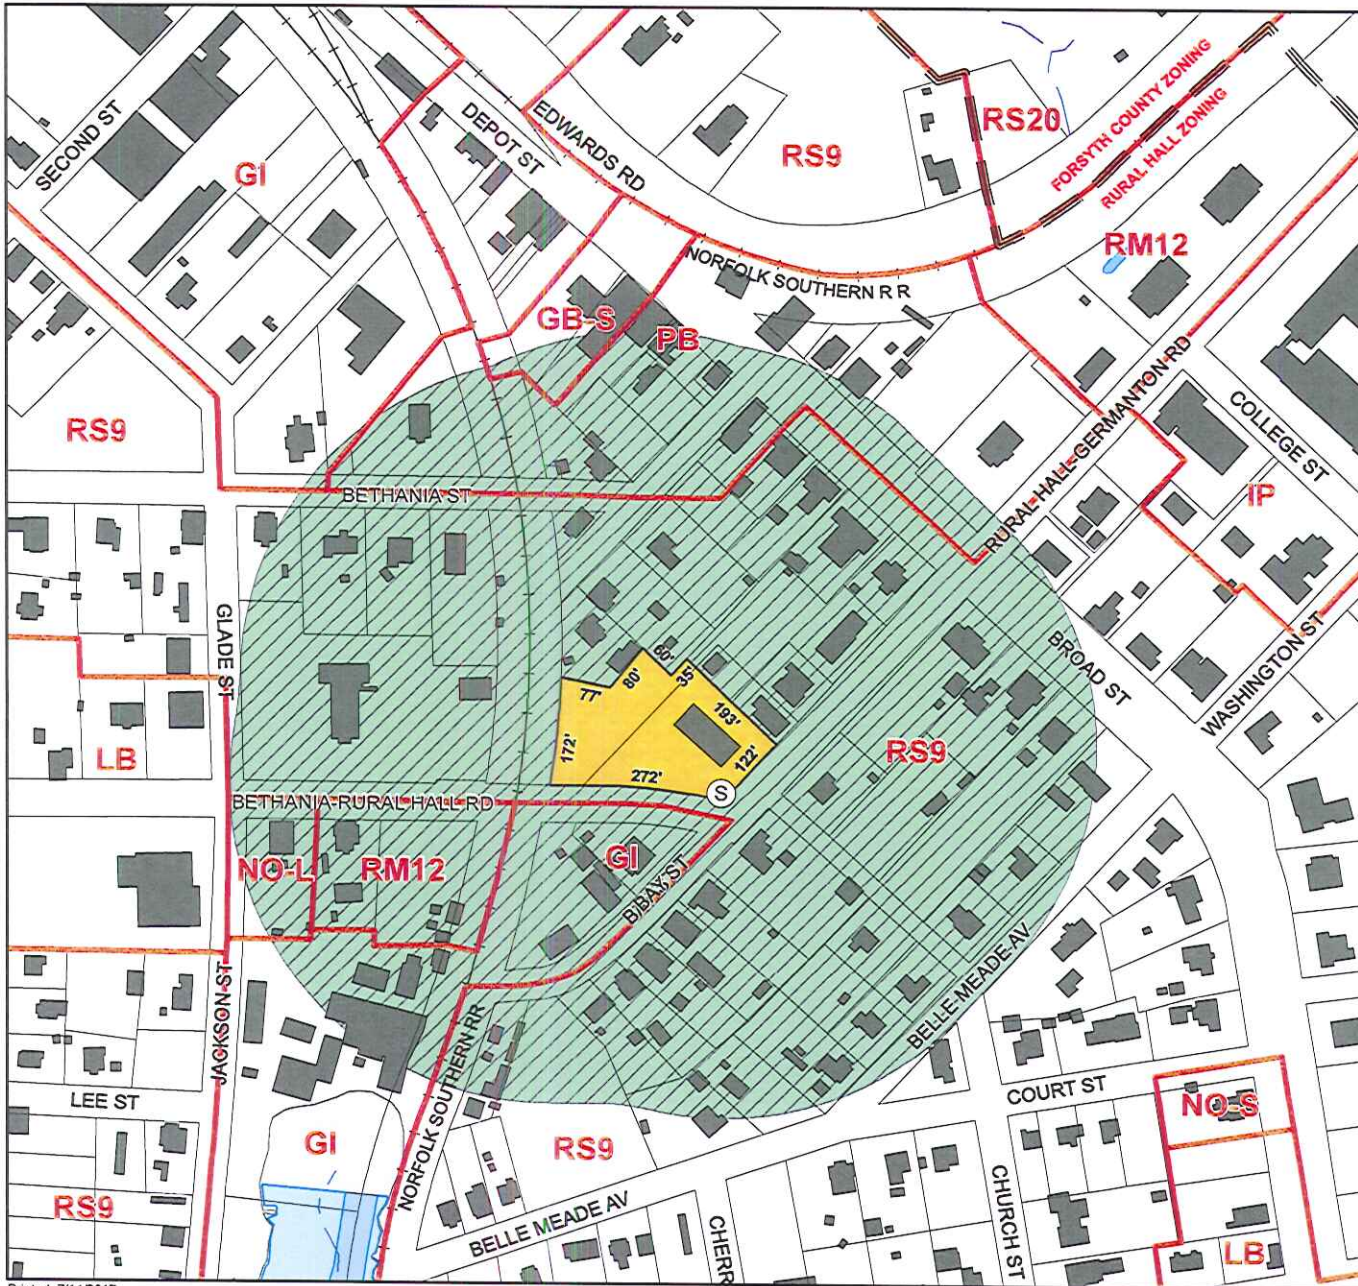 SECOND ST
GI
DEPOT ST
EDWARDS RD
RS9
RS20
FORSYTH COUNTY ZONING
RURAL HALL ZONING
RM12
NORFOLK SOUTHERN R R
GB-S
PB
RURAL HALL-GERMANTON RD
COLLEGE ST
IP
RS9
BETHANIA ST
GLADE ST
WASHINGTON ST
BROAD ST
LB
77'
80'
60'
35'
193'
172'
272'
122'
S
RS9
BETHANIA-RURAL HALL RD
NO-L
RM12
GI
BIBAX ST
BELLE-MEADE-AV
JACKSON ST
NORFOLK SOUTHERN RR
LEE ST
COURT ST
NO-S
GI
RS9
RS9
BELLE MEADE AV
CHERR
CHURCH ST
LB